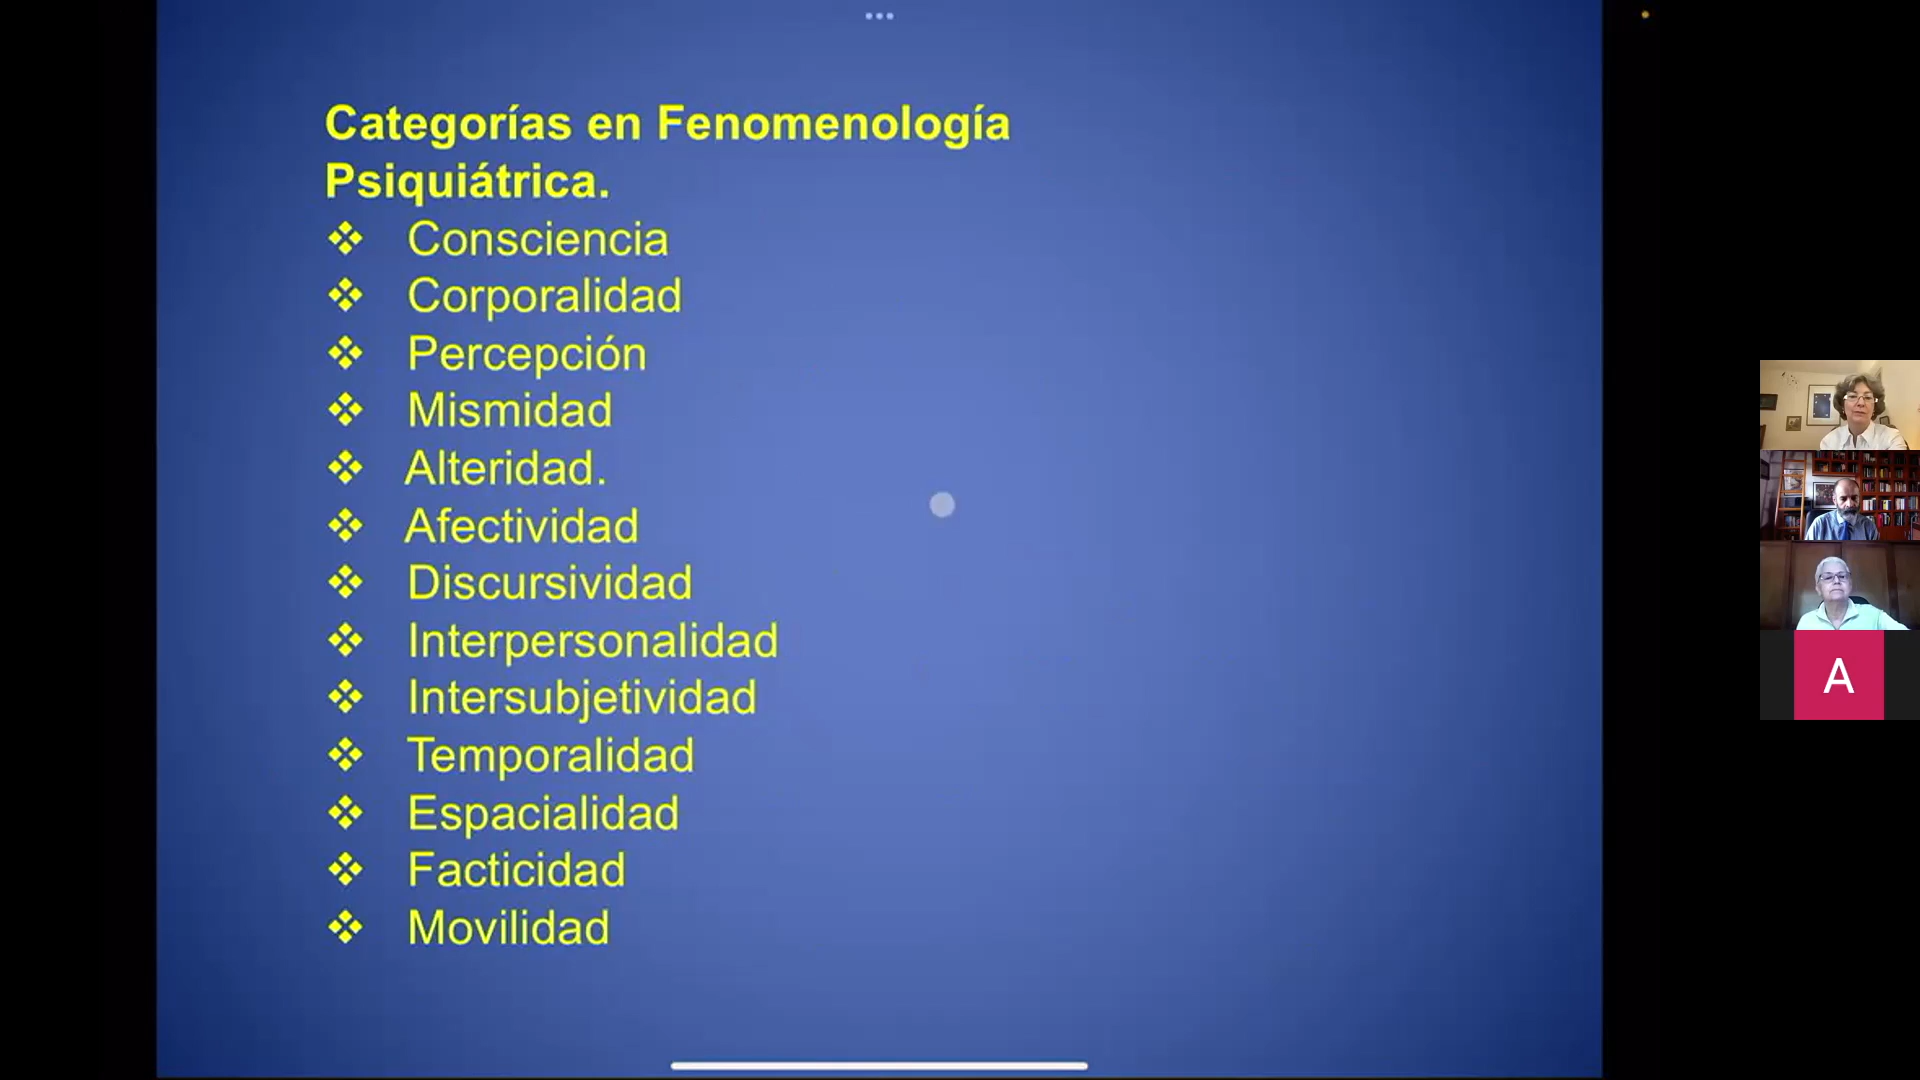 Categorías en Fenomenología
Psiquiátrica.
❖ Consciencia
❖ Corporalidad
❖ Percepción
❖ Mismidad
❖ Alteridad.
❖ Afectividad
❖ Discursividad
❖ Interpersonalidad
❖ Intersubjetividad
❖ Temporalidad
❖ Espacialidad
❖ Facticidad
❖ Movilidad
A